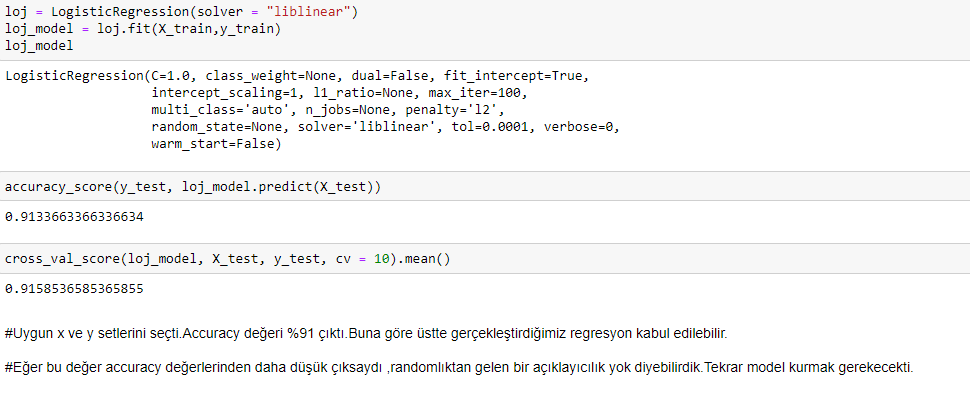 loj = LogisticRegression(solver = "liblinear")
loj_model = loj.fit(X_train,y_train)
loj_model
LogisticRegression(C=1.0, class_weight=None, dual=False, fit_intercept=True,
intercept_scaling=1, l1_ratio=None, max_iter=100,
multi_class='auto', n_jobs=None, penalty='l2',
random_state=None, solver='liblinear', tol=0.0001, verbose=0,
warm_start=False)
accuracy_score(y_test, loj_model.predict(X_test))
0.9133663366336634
cross_val_score(loj_model, X_test, y_test, cv = 10).mean()
0.9158536585365855
#Uygun x ve y setlerini seçti.Accuracy değeri %91 çıktı.Buna göre üstte gerçekleştirdiğimiz regresyon kabul edilebilir.
#Eğer bu değer accuracy değerlerinden daha düşük çıksaydı ,randomlıktan gelen bir açıklayıcılık yok diyebilirdik.Tekrar model kurmak gerekecekti.